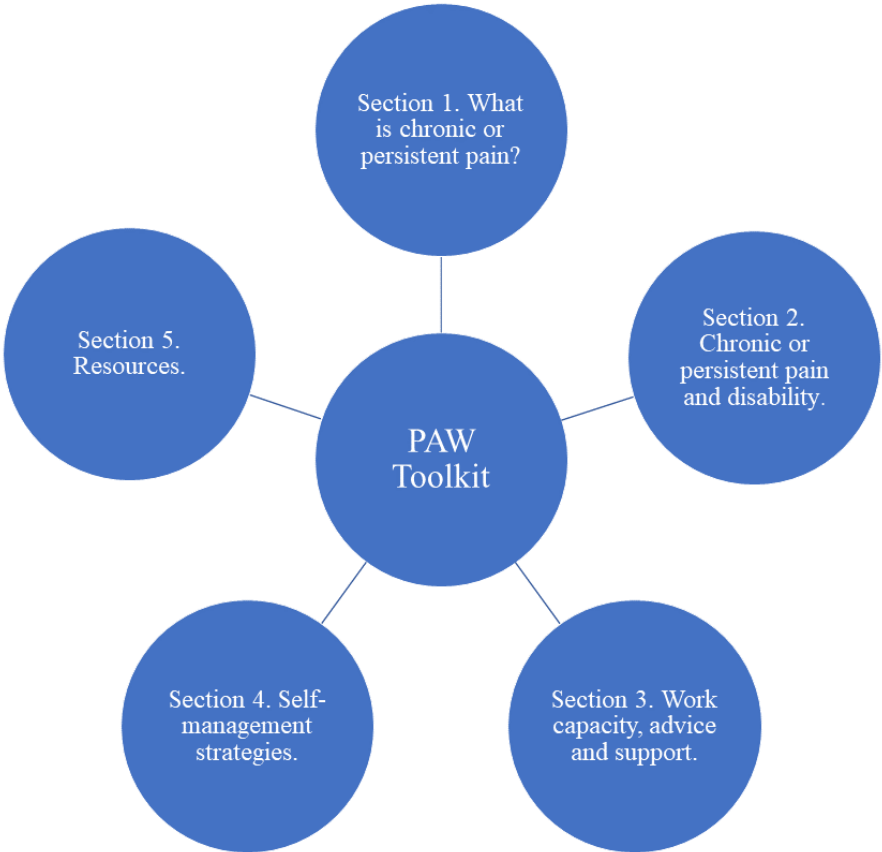 Section 1. What
is chronic or
persistent pain?
Section 2.
Chronic or
persistent pain
and disability.
Section 3. Work
capacity, advice
and support.
Section 4. Self-
management
strategies.
Section 5.
Resources.
PAW
Toolkit